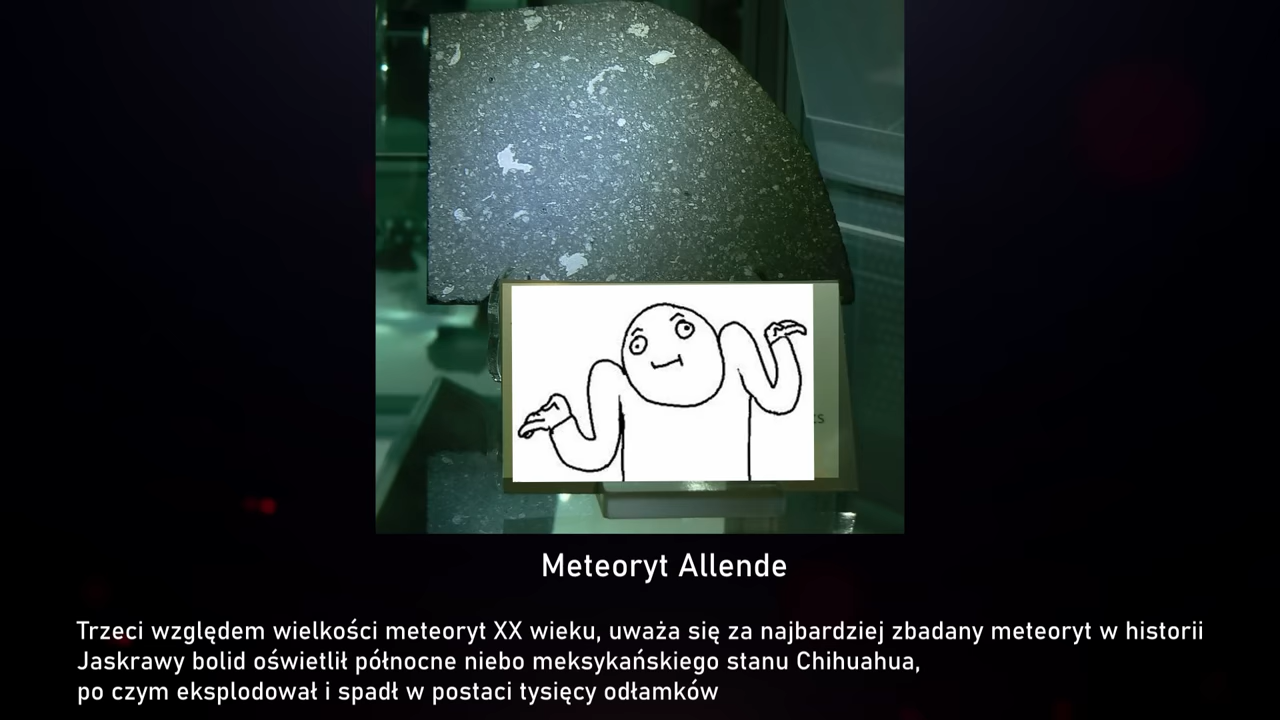 Meteoryt Allende
Trzeci względem wielkości meteoryt XX wieku, uważa się za najbardziej zbadany meteoryt w historii
Jaskrawy bolid oświetlił północne niebo meksykańskiego stanu Chihuahua,
po czym eksplodował i spadł w postaci tysięcy odłamków